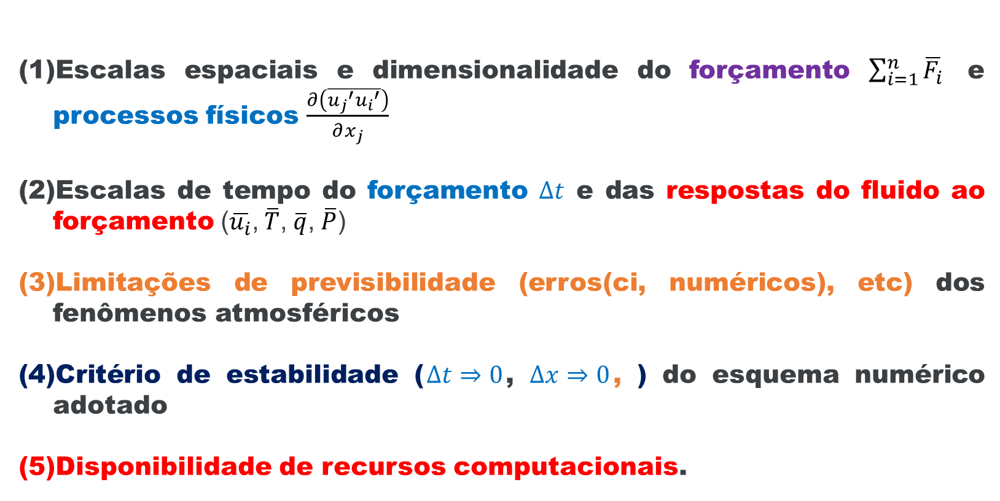 (1)Escalas espaciais e dimensionalidade do forçamento $\sum_{i=1}^{n} \overline{F}_i$ e
processos físicos $\frac{\partial(\overline{u_j' u_i'})}{\partial x_j}$
(2)Escalas de tempo do forçamento $\Delta t$ e das respostas do fluido ao
forçamento ($\overline{u_i}$, $\overline{T}$, $\overline{q}$, $\overline{P}$)
(3)Limitações de previsibilidade (erros(ci, numéricos), etc) dos
fenômenos atmosféricos
(4)Critério de estabilidade ($\Delta t \Rightarrow 0$, $\Delta x \Rightarrow 0$, ) do esquema numérico
adotado
(5)Disponibilidade de recursos computacionais.